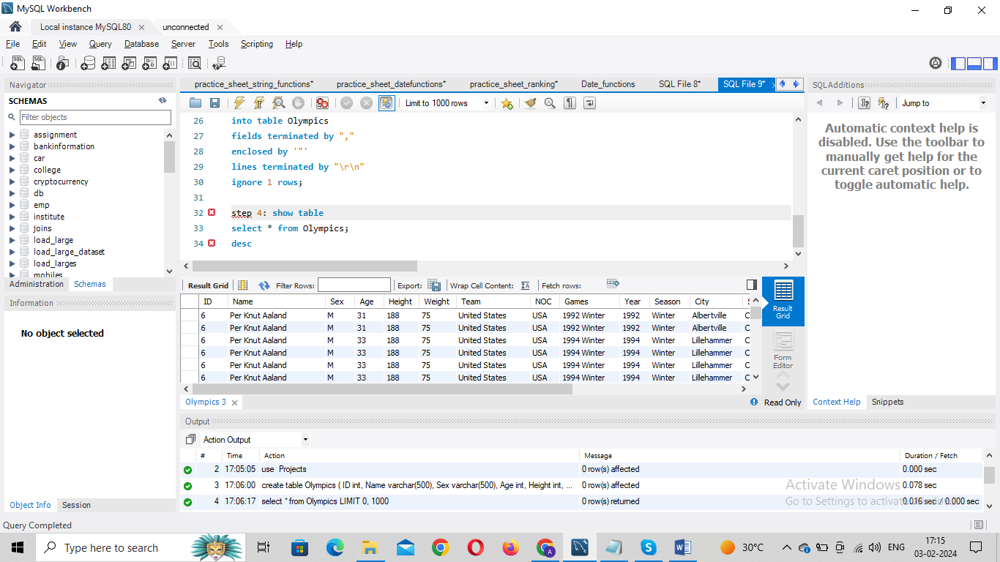 MySQL Workbench
Local instance MySQL80
unconnected
File Edit View Query Database Server Tools Scripting Help
Navigator
SCHEMAS
Filter objects
assignment
bankinformation
car
college
cryptocurrency
db
emp
institute
joins
load_large
load_large_dataset
load_larges
mobiles
Administration Schemas
Information
No object selected
Object Info Session
practice_sheet_string_functions* practice_sheet_datefunctions* practice_sheet_ranking* Date_functions SQL File 8* SQL File 9*
Limit to 1000 rows
26 into table Olympics
27 fields terminated by ","
28 enclosed by '"'
29 lines terminated by "\r\n"
30 ignore 1 rows;
31
32 step 4: show table
33 select * from Olympics;
34 desc
Result Grid Filter Rows: Export: Wrap Cell Content: Fetch rows:
ID Name Sex Age Height Weight Team NOC Games Year Season City S
6 Per Knut Aaland M 31 188 75 United States USA 1992 Winter 1992 Winter Albertville C
6 Per Knut Aaland M 31 188 75 United States USA 1992 Winter 1992 Winter Albertville C
6 Per Knut Aaland M 33 188 75 United States USA 1994 Winter 1994 Winter Lillehammer C
6 Per Knut Aaland M 33 188 75 United States USA 1994 Winter 1994 Winter Lillehammer C
6 Per Knut Aaland M 33 188 75 United States USA 1994 Winter 1994 Winter Lillehammer C
6 Per Knut Aaland M 33 188 75 United States USA 1994 Winter 1994 Winter Lillehammer C
Result
Grid
Form
Editor
Olympics 3
Read Only
SQLAdditions
Jump to
Automatic context help is
disabled. Use the toolbar to
manually get help for the
current caret position or to
toggle automatic help.
Context Help Snippets
Output
Action Output
# Time Action Message Duration / Fetch
2 17:05:05 use Projects 0 row(s) affected 0.000 sec
3 17:06:00 create table Olympics ( ID int, Name varchar(500), Sex varchar(500), Age int, Height int, ... 0 row(s) affected 0.078 sec
4 17:06:17 select * from Olympics LIMIT 0, 1000 0 row(s) returned 0.016 sec / 0.000 sec
Activate Windows
Go to Settings to activate Windows.
Query Completed
Type here to search
30°C
ENG
17:15
03-02-2024